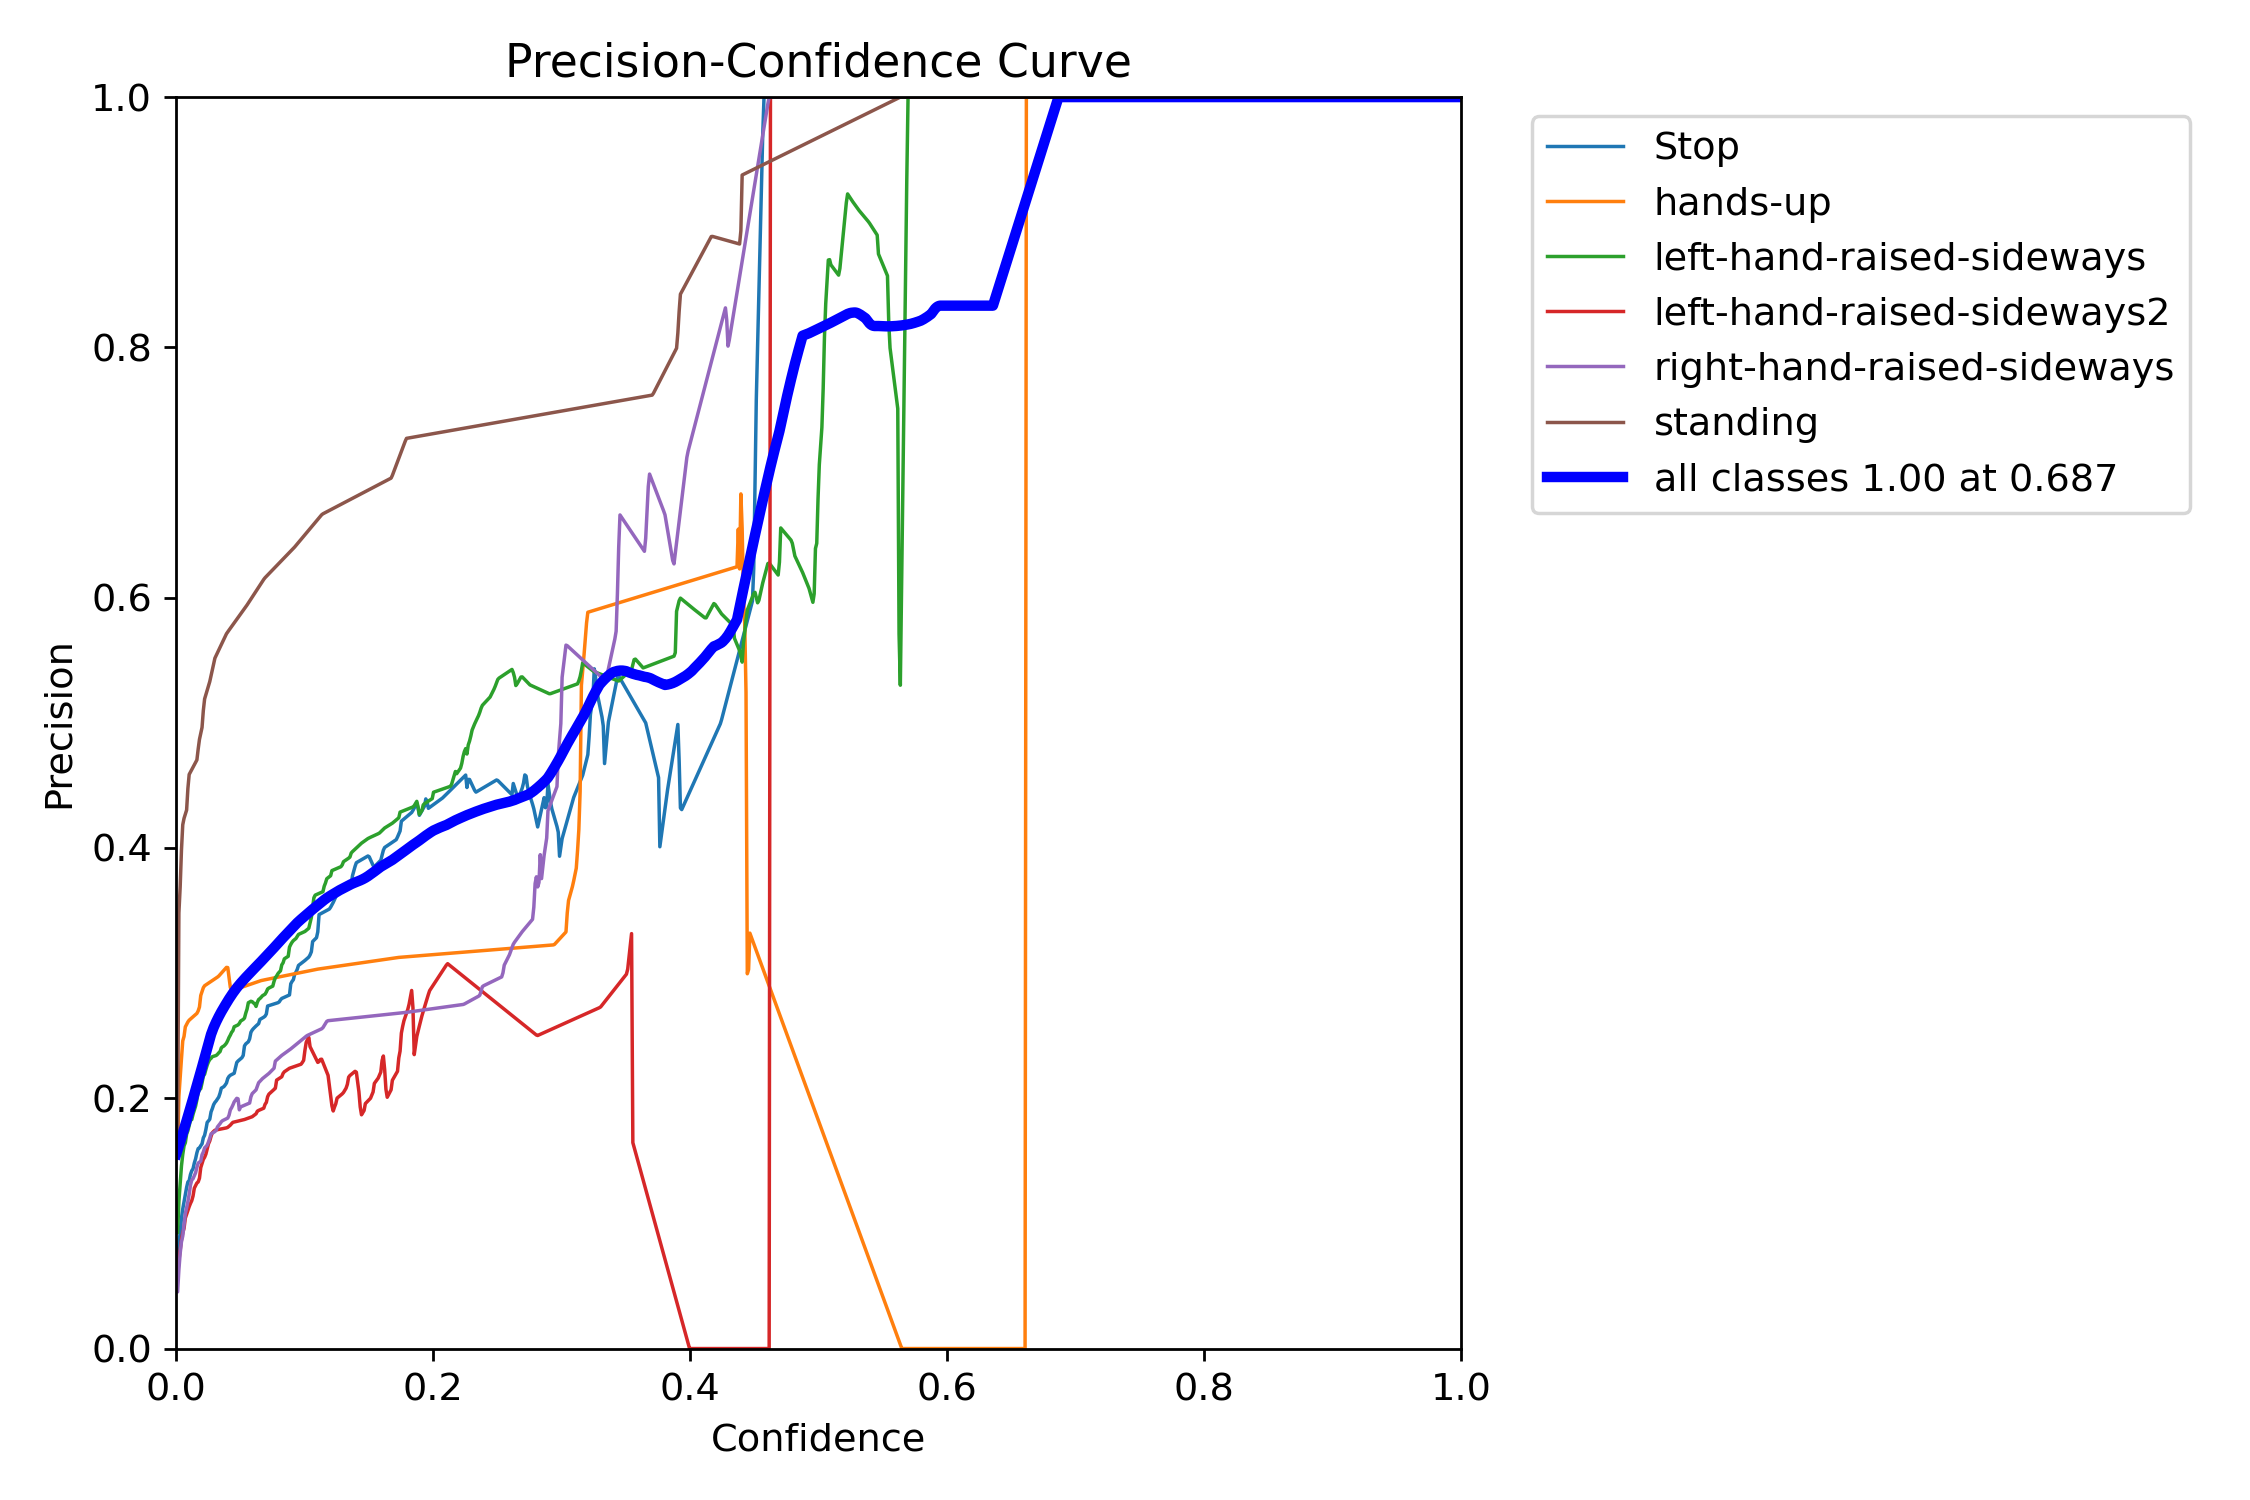 Precision-Confidence Curve
1.0
0.8
0.6
0.4
0.2
0.0
Precision
0.0 0.2 0.4 0.6 0.8 1.0
Confidence
Stop
hands-up
left-hand-raised-sideways
left-hand-raised-sideways2
right-hand-raised-sideways
standing
all classes 1.00 at 0.687